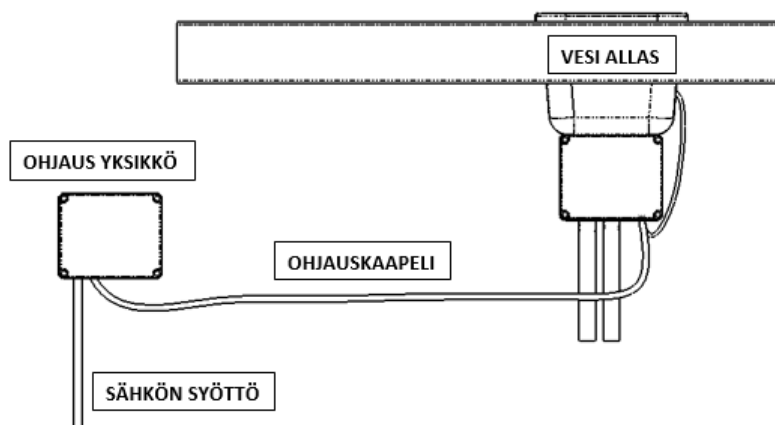 VESI ALLAS
OHJAUS YKSIKKÖ
OHJAUSKAAPELI
SÄHKÖN SYÖTTÖ